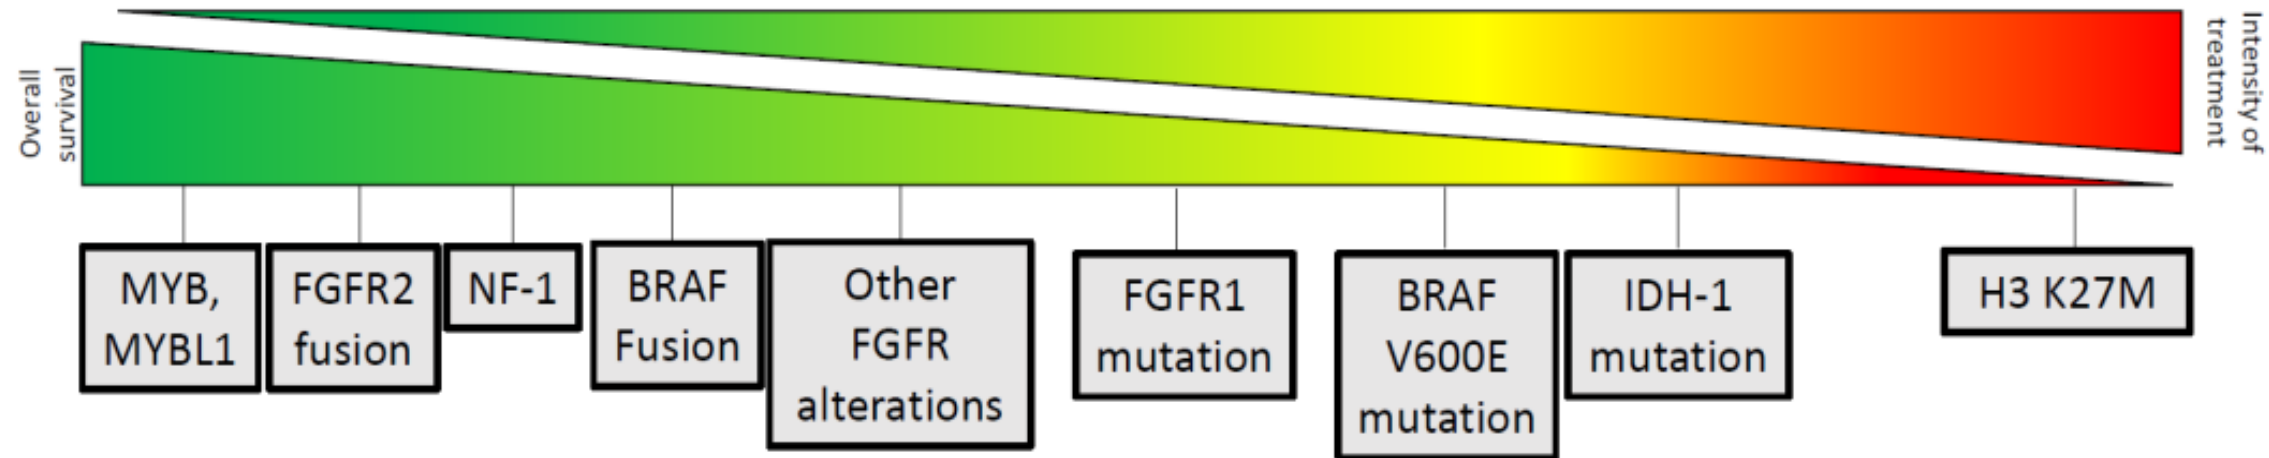 Overall
survival
Intensity of
treatment
MYB,
MYBL1
FGFR2
fusion
NF-1
BRAF
Fusion
Other
FGFR
alterations
FGFR1
mutation
BRAF
V600E
mutation
IDH-1
mutation
H3 K27M